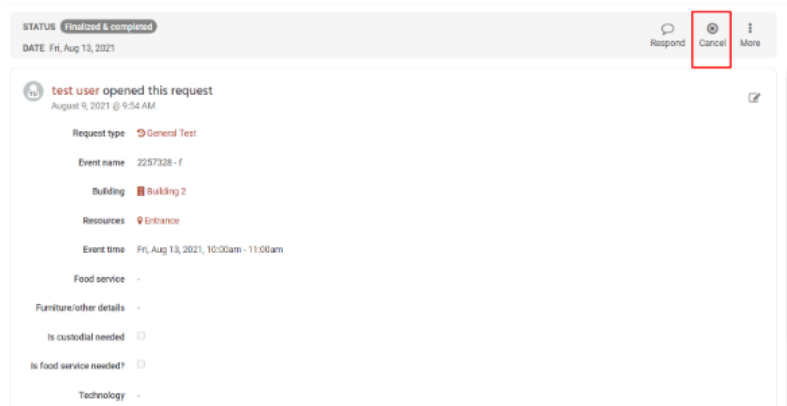 STATUS Finalized & completed
DATE Fri, Aug 13, 2021
Respond Cancel More
TU
test user opened this request
August 9, 2021 @ 9:54 AM
Request type General Test
Event name 2257328 - f
Building Building 2
Resources Entrance
Event time Fri, Aug 13, 2021, 10:00am - 11:00am
Food service -
Furniture/other details -
Is custodial needed
Is food service needed?
Technology -